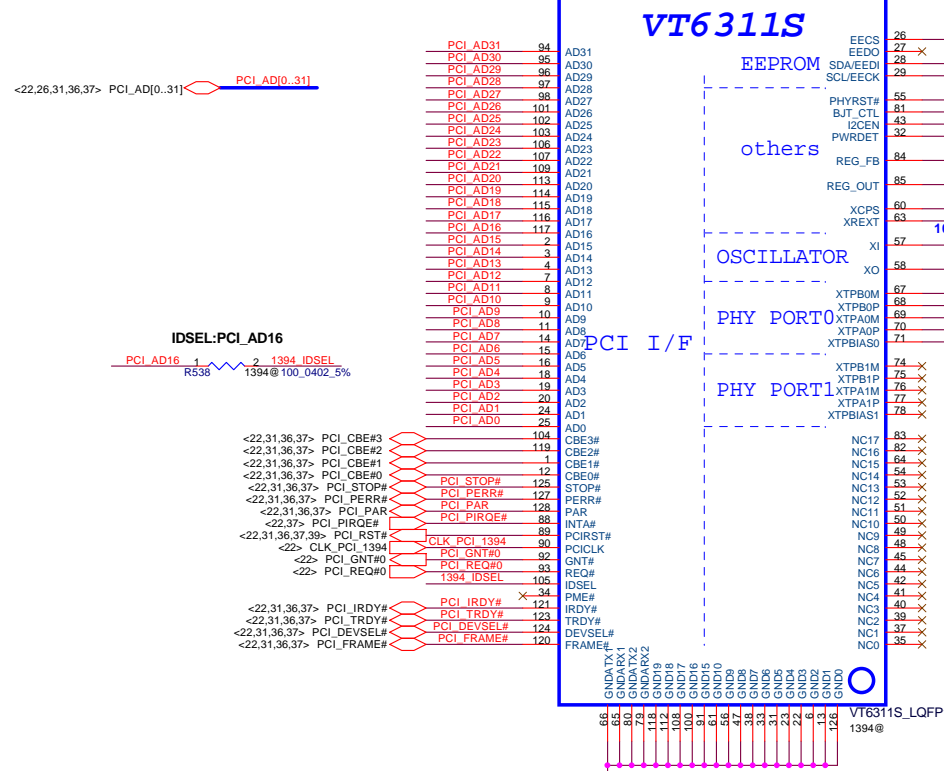 VT6311S
<22,26,31,36,37> PCI_AD[0..31] PCI_AD[0..31]
IDSEL:PCI_AD16
PCI_AD16 1 2 1394_IDSEL
R538 1394@100_0402_5%
PCI_AD31 94 AD31
PCI_AD30 95 AD30
PCI_AD29 96 AD29
PCI_AD28 97 AD28
PCI_AD27 98 AD27
PCI_AD26 101 AD26
PCI_AD25 102 AD25
PCI_AD24 103 AD24
PCI_AD23 106 AD23
PCI_AD22 107 AD22
PCI_AD21 109 AD21
PCI_AD20 113 AD20
PCI_AD19 114 AD19
PCI_AD18 115 AD18
PCI_AD17 116 AD17
PCI_AD16 117 AD16
PCI_AD15 2 AD15
PCI_AD14 3 AD14
PCI_AD13 4 AD13
PCI_AD12 7 AD12
PCI_AD11 8 AD11
PCI_AD10 9 AD10
PCI_AD9 10 AD9
PCI_AD8 11 AD8
PCI_AD7 14 AD7
PCI_AD6 15 AD6
PCI_AD5 16 AD5
PCI_AD4 18 AD4
PCI_AD3 19 AD3
PCI_AD2 20 AD2
PCI_AD1 24 AD1
PCI_AD0 25 AD0
<22,31,36,37> PCI_CBE#3 104 CBE3#
<22,31,36,37> PCI_CBE#2 119 CBE2#
<22,31,36,37> PCI_CBE#1 1 CBE1#
<22,31,36,37> PCI_CBE#0 12 CBE0#
<22,31,36,37> PCI_STOP# PCI_STOP# 125 STOP#
<22,31,36,37> PCI_PERR# PCI_PERR# 127 PERR#
<22,31,36,37> PCI_PAR PCI_PAR 128 PAR
<22,37> PCI_PIRQE# PCI_PIRQE# 88 INTA#
<22,31,36,37,39> PCI_RST# 89 PCIRST#
<22> CLK_PCI_1394 CLK_PCI_1394 90 PCICLK
<22> PCI_GNT#0 PCI_GNT#0 92 GNT#
<22> PCI_REQ#0 PCI_REQ#0 93 REQ#
1394_IDSEL 105 IDSEL
34 PME#
<22,31,36,37> PCI_IRDY# PCI_IRDY# 121 IRDY#
<22,31,36,37> PCI_TRDY# PCI_TRDY# 123 TRDY#
<22,31,36,37> PCI_DEVSEL# PCI_DEVSEL# 124 DEVSEL#
<22,31,36,37> PCI_FRAME# PCI_FRAME# 120 FRAME#
PCI I/F
EEPROM
EECS 26
EEDO 27
SDA/EEDI 28
SCL/EECK 29
others
PHYRST# 55
BJT_CTL 81
I2CEN 43
PWRDET 32
REG_FB 84
REG_OUT 85
XCPS 60
XREXT 63
OSCILLATOR
XI 57
XO 58
PHY PORT0
XTPB0M 67
XTPB0P 68
XTPA0M 69
XTPA0P 70
XTPBIAS0 71
PHY PORT1
XTPB1M 74
XTPB1P 75
XTPA1M 76
XTPA1P 77
XTPBIAS1 78
NC17 83
NC16 82
NC15 64
NC14 54
NC13 53
NC12 52
NC11 51
NC10 50
NC9 49
NC8 48
NC7 45
NC6 44
NC5 42
NC4 41
NC3 40
NC2 39
NC1 37
NC0 35
GNDATX1 66
GNDARX1 65
GNDATX2 80
GNDARX2 79
GND19 118
GND18 112
GND17 108
GND16 100
GND15 91
GND10 61
GND9 56
GND8 47
GND7 38
GND6 33
GND5 31
GND4 23
GND3 22
GND2 6
GND1 13
GND0 126
VT6311S_LQFP
1394@